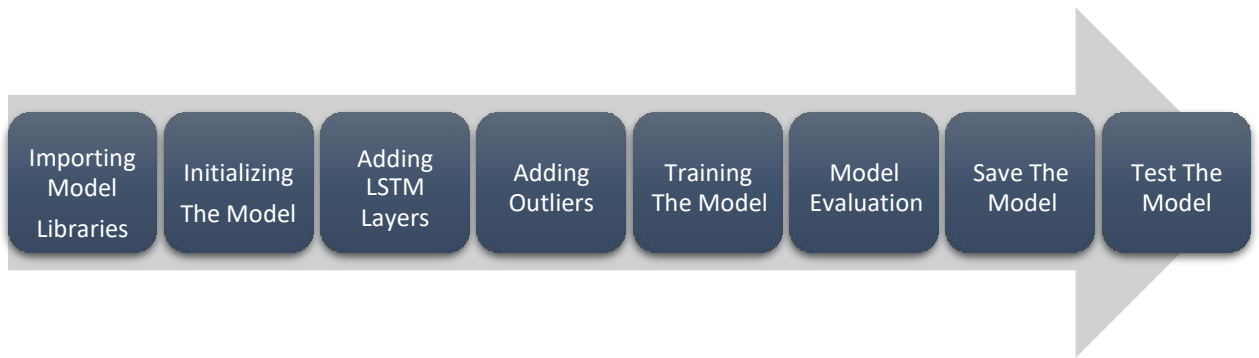 Importing
Model
Libraries
Initializing
The Model
Adding
LSTM
Layers
Adding
Outliers
Training
The Model
Model
Evaluation
Save The
Model
Test The
Model